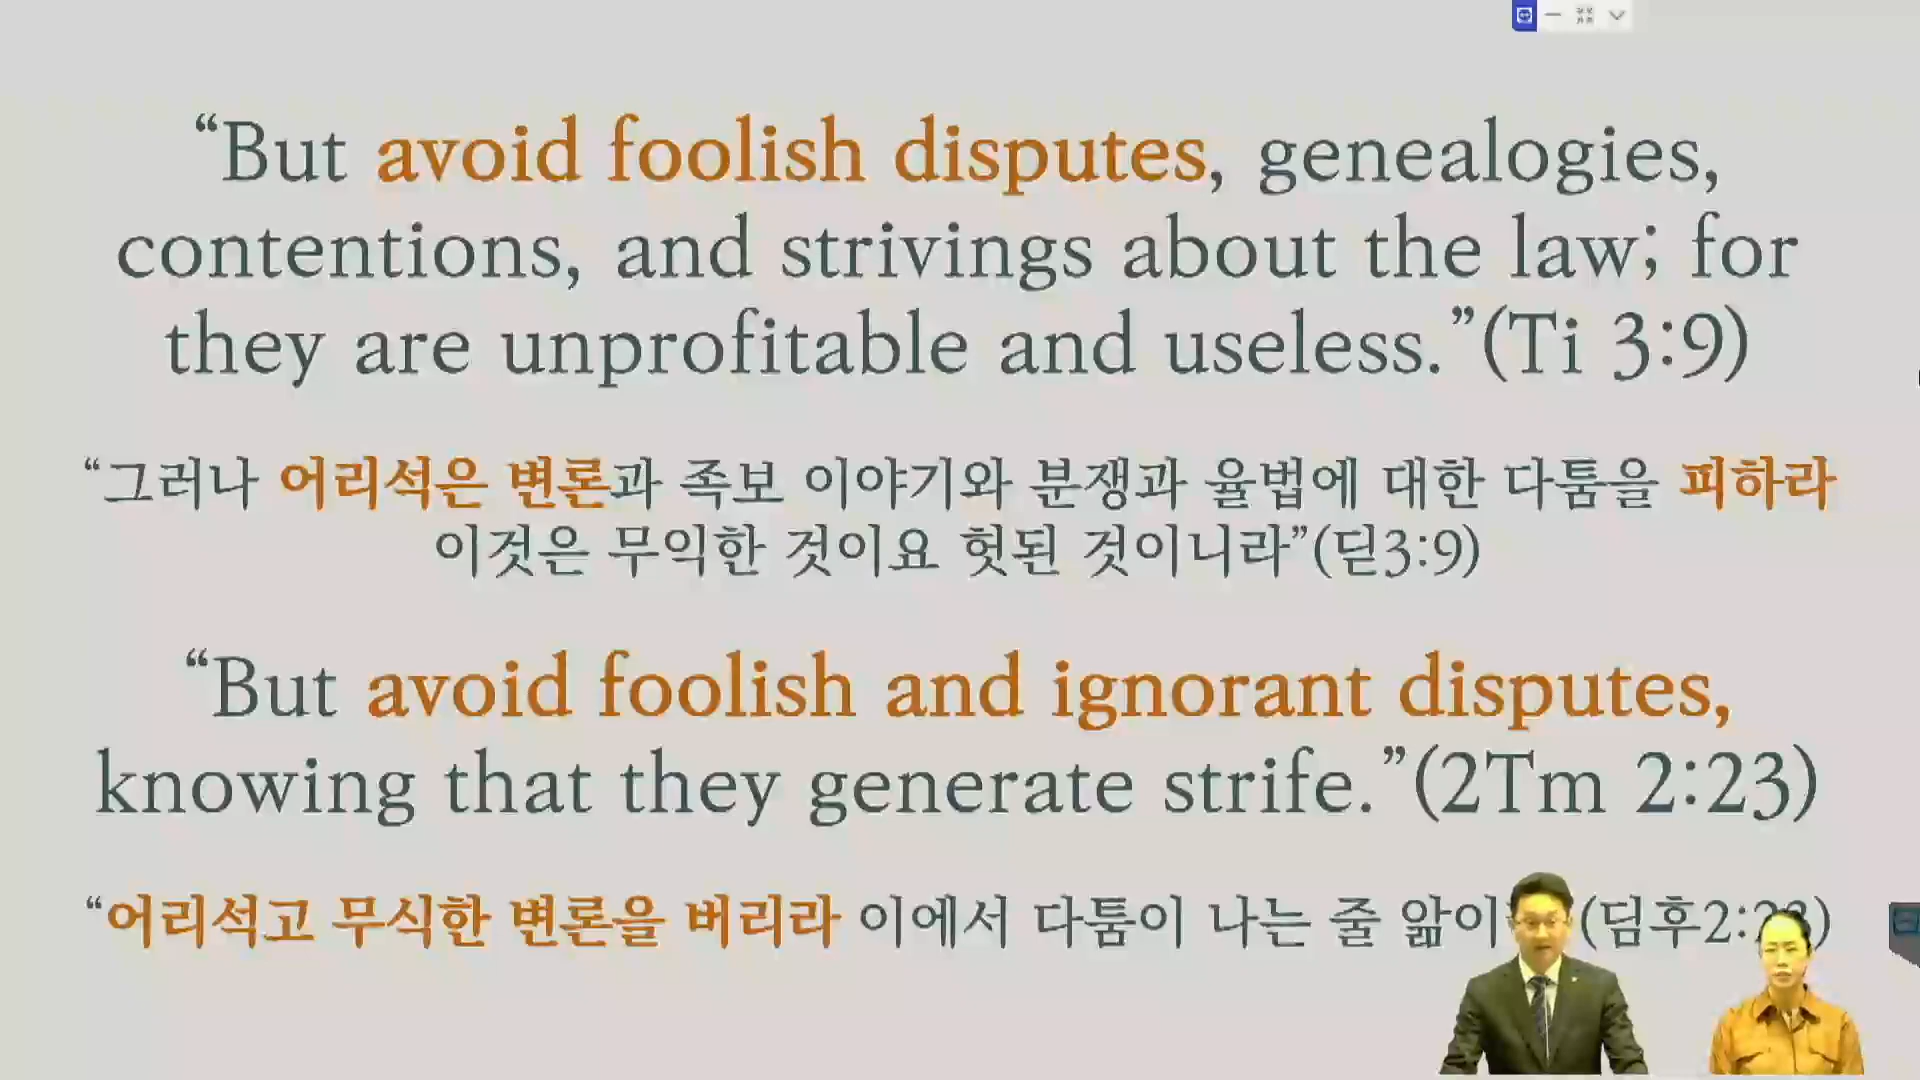 “But avoid foolish disputes, genealogies,
contentions, and strivings about the law; for
they are unprofitable and useless.”(Ti 3:9)
“그러나 어리석은 변론과 족보 이야기와 분쟁과 율법에 대한 다툼을 피하라
이것은 무익한 것이요 헛된 것이니라”(딛3:9)
“But avoid foolish and ignorant disputes,
knowing that they generate strife.”(2Tm 2:23)
“어리석고 무식한 변론을 버리라 이에서 다툼이 나는 줄 앎이